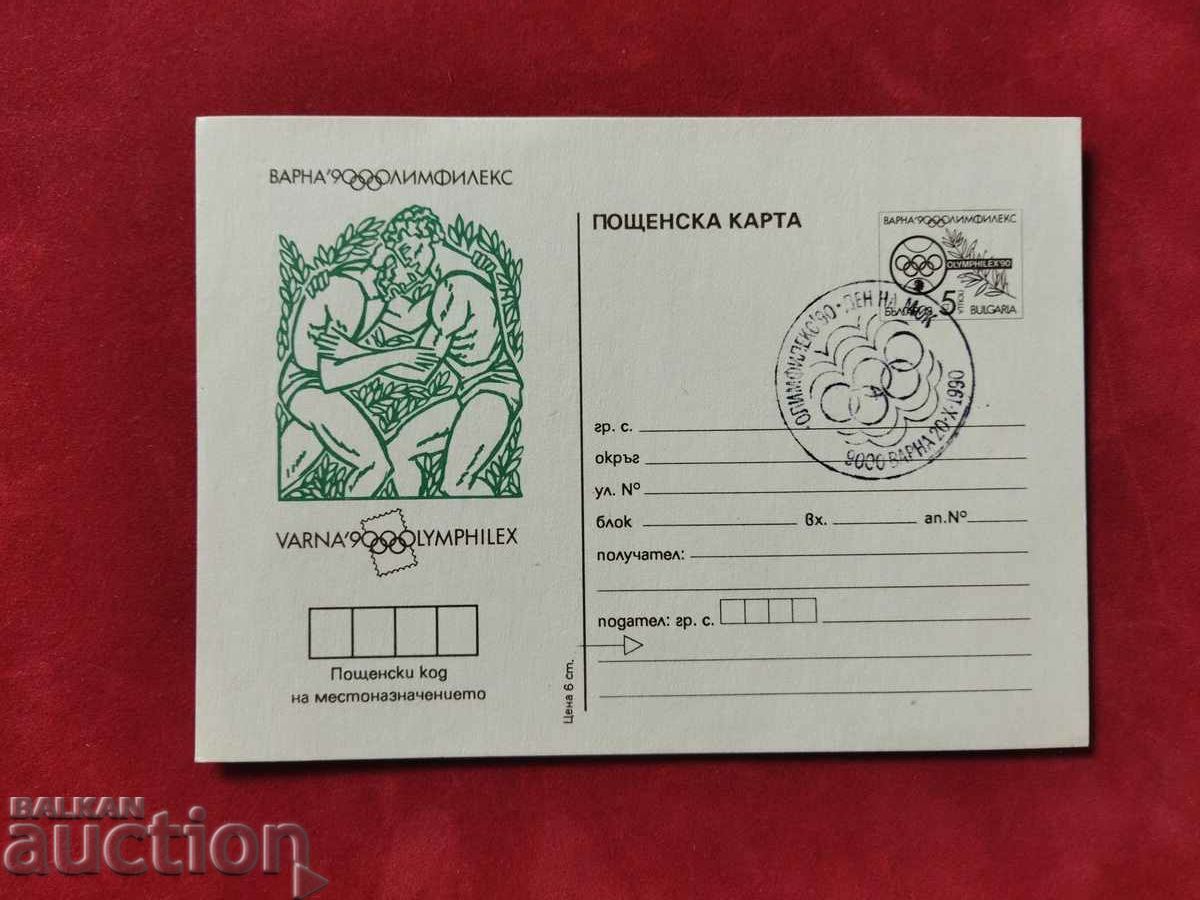 ВАРНА'90 ОЛИМФИЛЕКС
VARNA'90 OLYMPHILEX
Пощенски код
на местоназначението
Цена 6 ст.
ПОЩЕНСКА КАРТА
ВАРНА'90 ОЛИМФИЛЕКС
OLYMPHILEX'90
5
БЪЛГАРИЯ
BULGARIA
ОЛИМФИЛЕКС'90 · ДЕН НА МОК
9000 ВАРНА 20·X·1990
гр. с.
окръг
ул. N°
блок вх. ап. N°
получател:
подател: гр. с.
BALKAN
auction